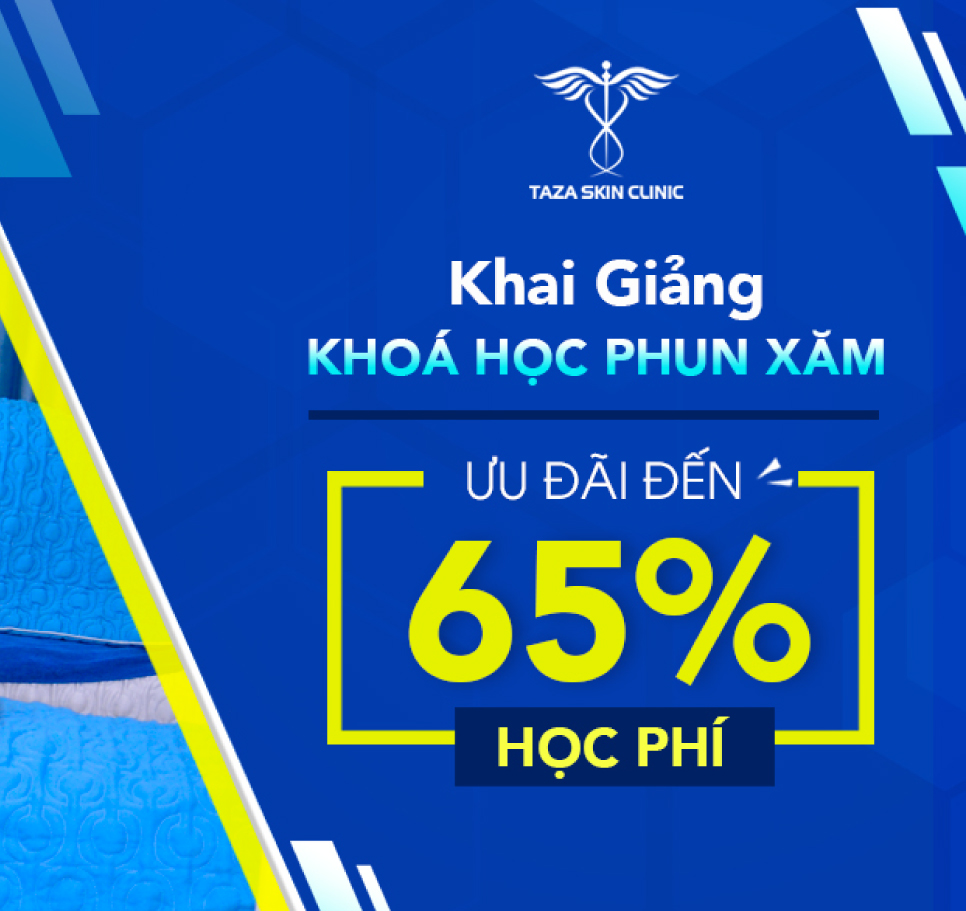 TAZA SKIN CLINIC
Khai Giảng
KHOÁ HỌC PHUN XĂM
ƯU ĐÃI ĐẾN
65%
HỌC PHÍ